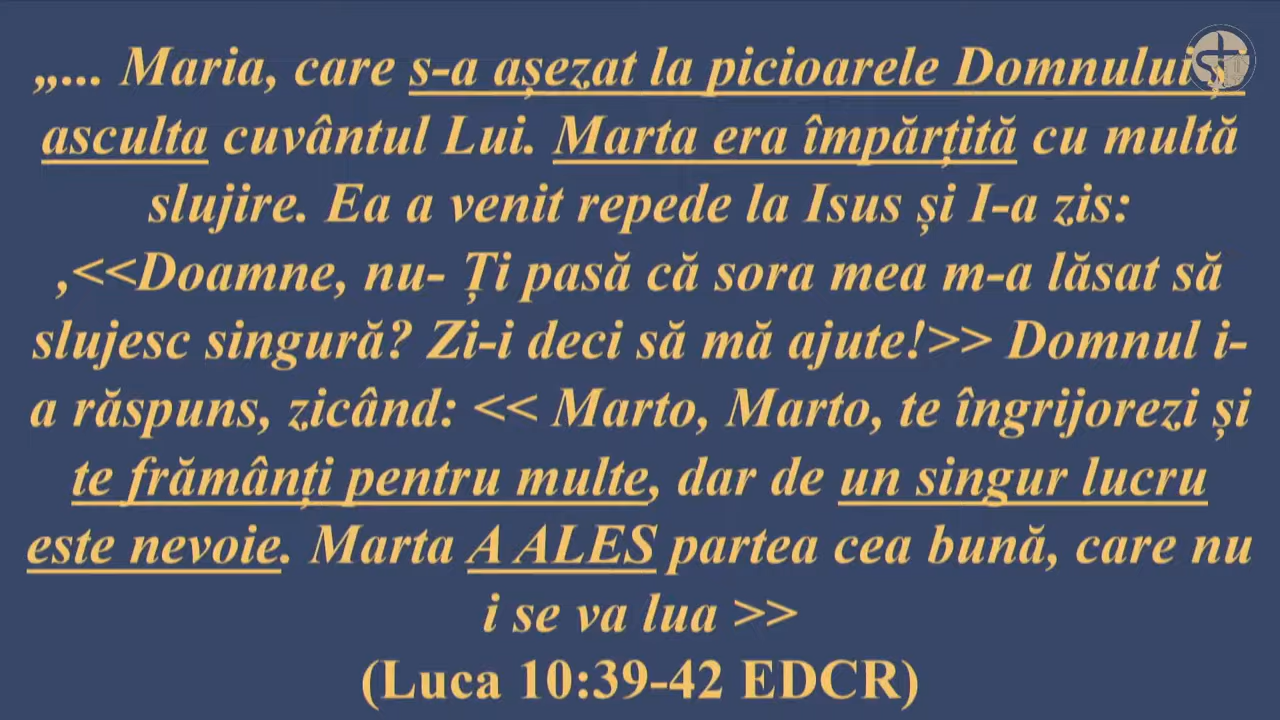 „... Maria, care s-a așezat la picioarele Domnului și
asculta cuvântul Lui. Marta era împărțită cu multă
slujire. Ea a venit repede la Isus și I-a zis:
,<<Doamne, nu- Ți pasă că sora mea m-a lăsat să
slujesc singură? Zi-i deci să mă ajute!>> Domnul i-
a răspuns, zicând: << Marto, Marto, te îngrijorezi și
te frămânți pentru multe, dar de un singur lucru
este nevoie. Marta A ALES partea cea bună, care nu
i se va lua >>
(Luca 10:39-42 EDCR)